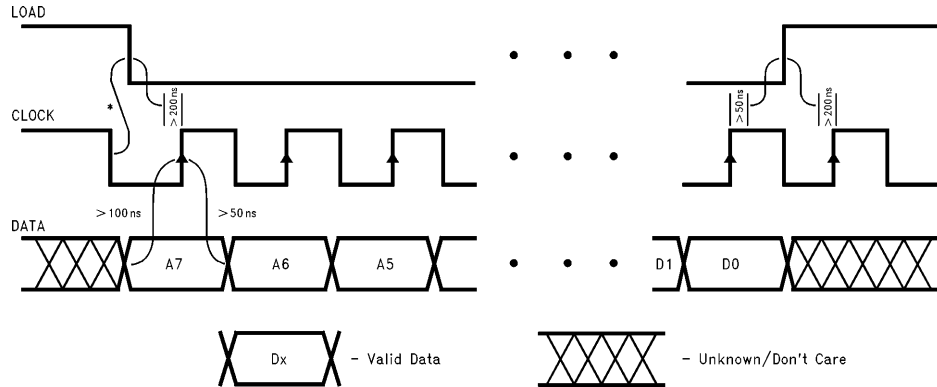 LOAD
*
>200ns
>50ns
>200ns
CLOCK
>100ns
>50ns
DATA
A7
A6
A5
D1
D0
Dx
- Valid Data
- Unknown/Don't Care